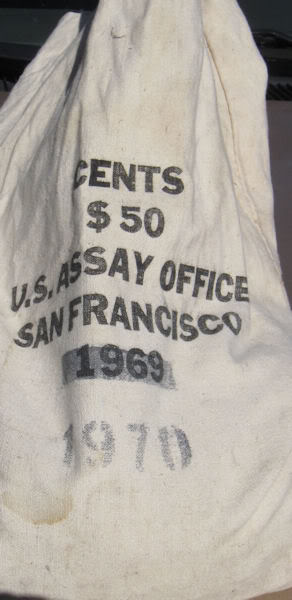 CENTS
$ 50
U.S. ASSAY OFFICE
SAN FRANCISCO
1969
1970